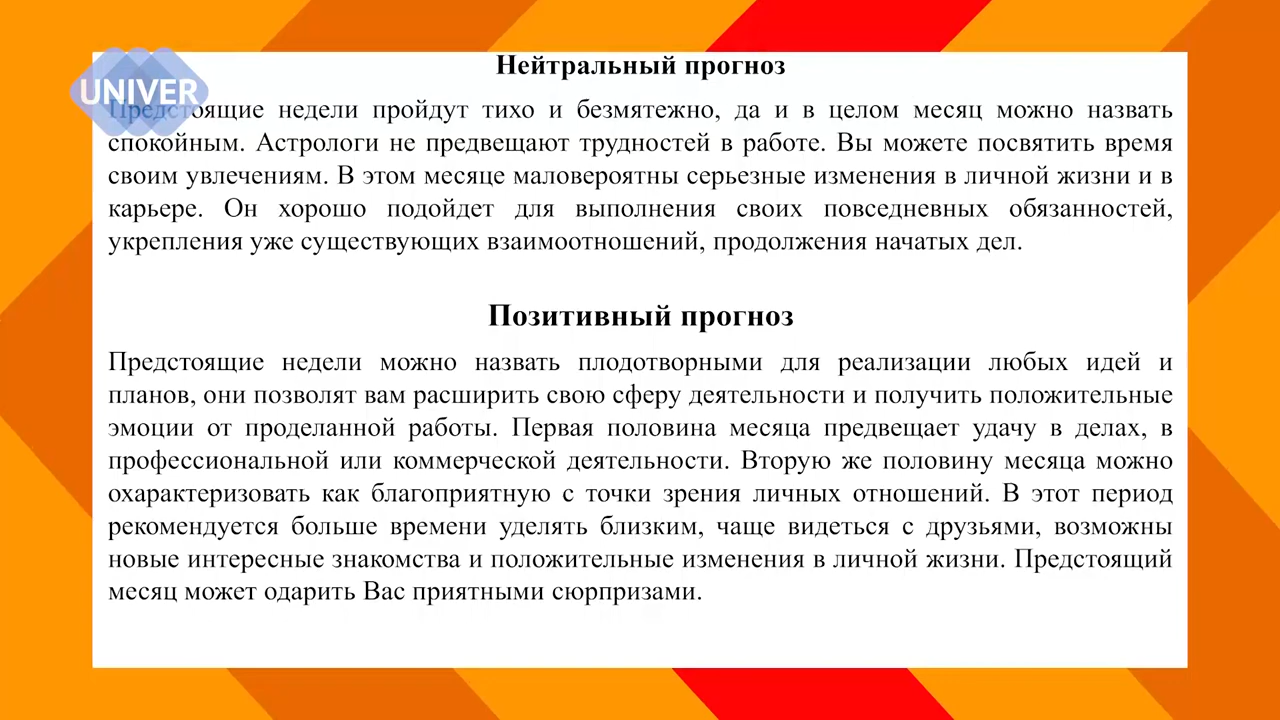 Нейтральный прогноз
UNIVER
Предстоящие недели пройдут тихо и безмятежно, да и в целом месяц можно назвать
спокойным. Астрологи не предвещают трудностей в работе. Вы можете посвятить время
своим увлечениям. В этом месяце маловероятны серьезные изменения в личной жизни и в
карьере. Он хорошо подойдет для выполнения своих повседневных обязанностей,
укрепления уже существующих взаимоотношений, продолжения начатых дел.
Позитивный прогноз
Предстоящие недели можно назвать плодотворными для реализации любых идей и
планов, они позволят вам расширить свою сферу деятельности и получить положительные
эмоции от проделанной работы. Первая половина месяца предвещает удачу в делах, в
профессиональной или коммерческой деятельности. Вторую же половину месяца можно
охарактеризовать как благоприятную с точки зрения личных отношений. В этот период
рекомендуется больше времени уделять близким, чаще видеться с друзьями, возможны
новые интересные знакомства и положительные изменения в личной жизни. Предстоящий
месяц может одарить Вас приятными сюрпризами.